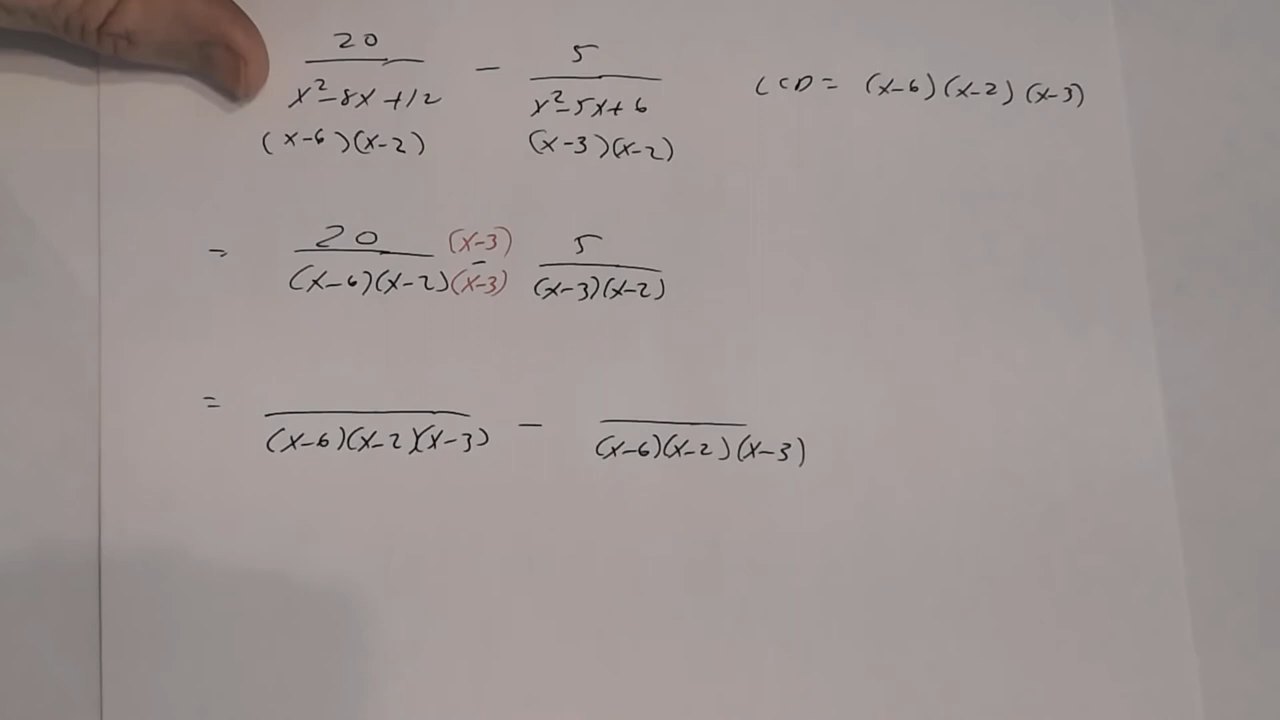 20/(x²-8x+12) - 5/(x²-5x+6) LCD = (x-6)(x-2)(x-3)
(x-6)(x-2) (x-3)(x-2)
= 20(x-3)/((x-6)(x-2)(x-3)) - 5/((x-3)(x-2))
= /((x-6)(x-2)(x-3)) - /((x-6)(x-2)(x-3))